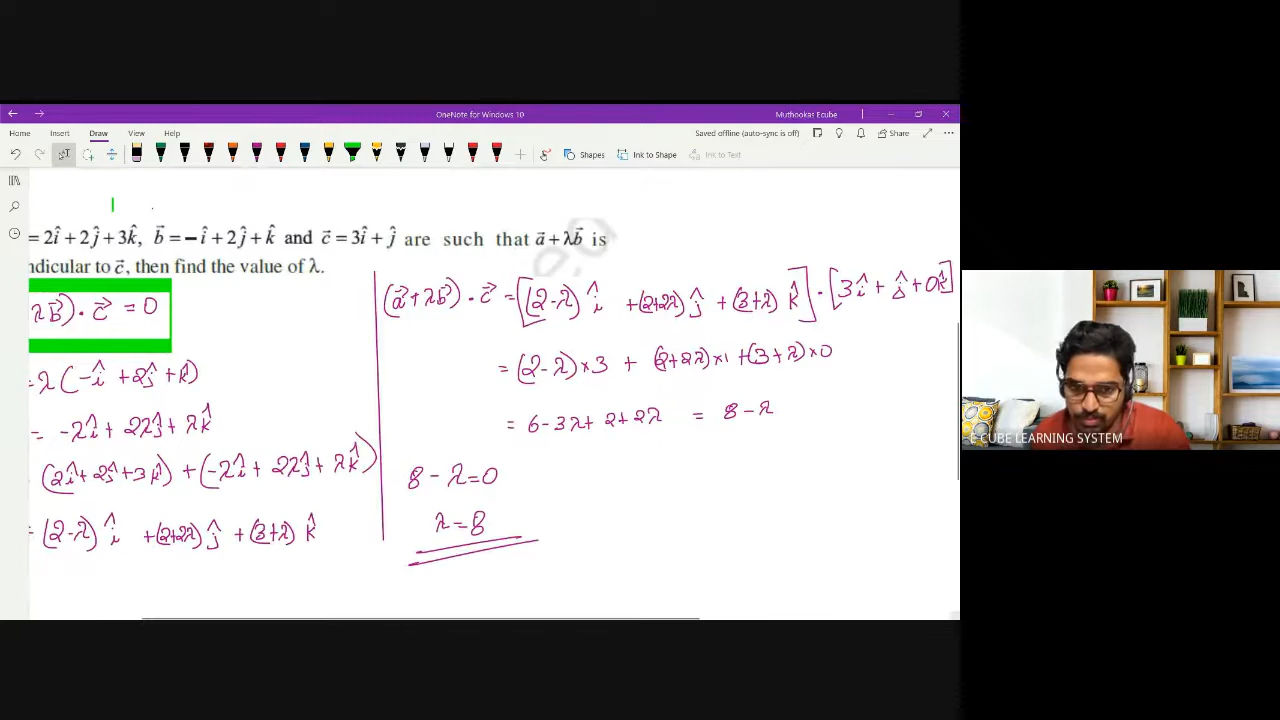 OneNote for Windows 10
Muthookas Ecube
Home Insert Draw View Help
Saved offline (auto-sync is off)
Share
Shapes
Ink to Shape
Ink to Text
= 2î + 2ĵ + 3k̂, b⃗ = −î + 2ĵ + k̂ and c⃗ = 3î + ĵ are such that a⃗ + λb⃗ is
ndicular to c⃗, then find the value of λ.
λ b⃗) · c⃗ = 0
= λ(-î + 2ĵ + k̂)
= -λî + 2λĵ + λk̂
(2î + 2ĵ + 3k̂) + (-λî + 2λĵ + λk̂)
= (2-λ) î + (2+2λ) ĵ + (3+λ) k̂
(a⃗ + λb⃗) · c⃗ = [(2-λ) î + (2+2λ) ĵ + (3+λ) k̂] · [3î + ĵ + 0k̂]
= (2-λ)×3 + (2+2λ)×1 + (3+λ)×0
= 6 - 3λ + 2 + 2λ = 8 - λ
8 - λ = 0
λ = 8
E CUBE LEARNING SYSTEM